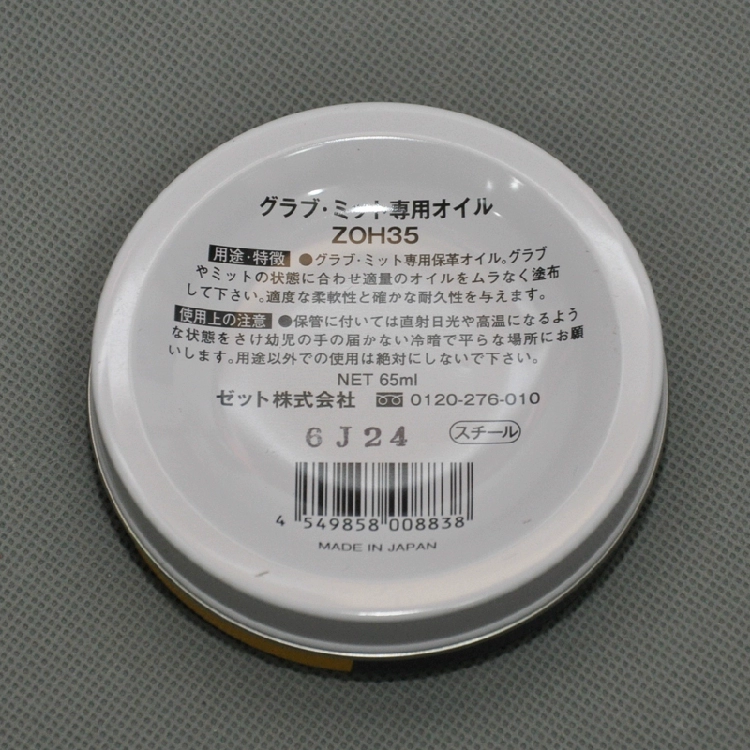 グラブ・ミット専用オイル
ZOH35
用途・特徴 ●グラブ・ミット専用保革オイル。グラブ
やミットの状態に合わせ適量のオイルをムラなく塗布
して下さい。適度な柔軟性と確かな耐久性を与えます。
使用上の注意 ●保管に付いては直射日光や高温になるよう
な状態をさけ幼児の手の届かない冷暗で平らな場所にお願
いします。用途以外での使用は絶対にしないで下さい。
NET 65ml
ゼット株式会社 0120-276-010
6J24 スチール
4 549858 008838
MADE IN JAPAN